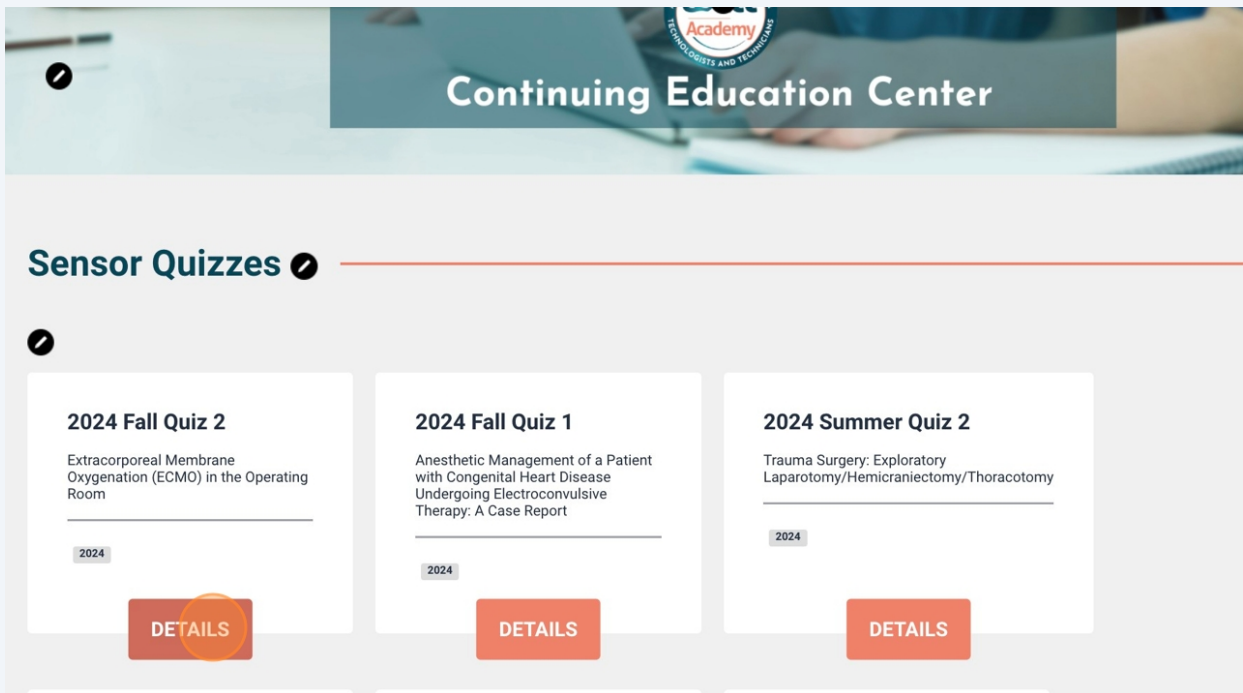 Academy
TECHNOLOGISTS AND TECHNICIANS
Continuing Education Center
Sensor Quizzes
2024 Fall Quiz 2
Extracorporeal Membrane
Oxygenation (ECMO) in the Operating
Room
2024
DETAILS
2024 Fall Quiz 1
Anesthetic Management of a Patient
with Congenital Heart Disease
Undergoing Electroconvulsive
Therapy: A Case Report
2024
DETAILS
2024 Summer Quiz 2
Trauma Surgery: Exploratory
Laparotomy/Hemicraniectomy/Thoracotomy
2024
DETAILS